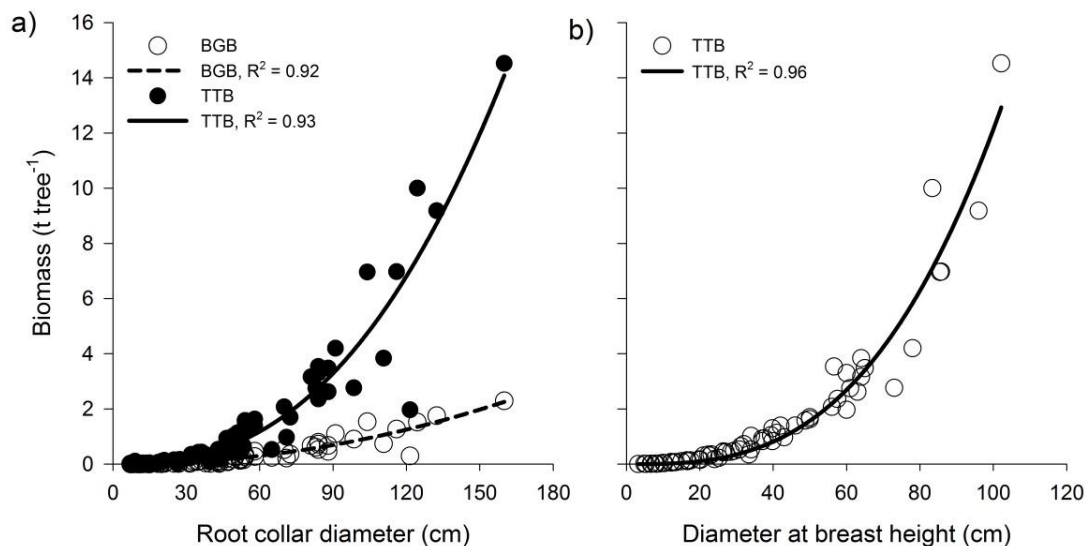 a)
BGB
BGB, R² = 0.92
TTB
TTB, R² = 0.93
Biomass (t tree⁻¹)
16
14
12
10
8
6
4
2
0
0 30 60 90 120 150 180
Root collar diameter (cm)
b)
TTB
TTB, R² = 0.96
0 20 40 60 80 100 120
Diameter at breast height (cm)